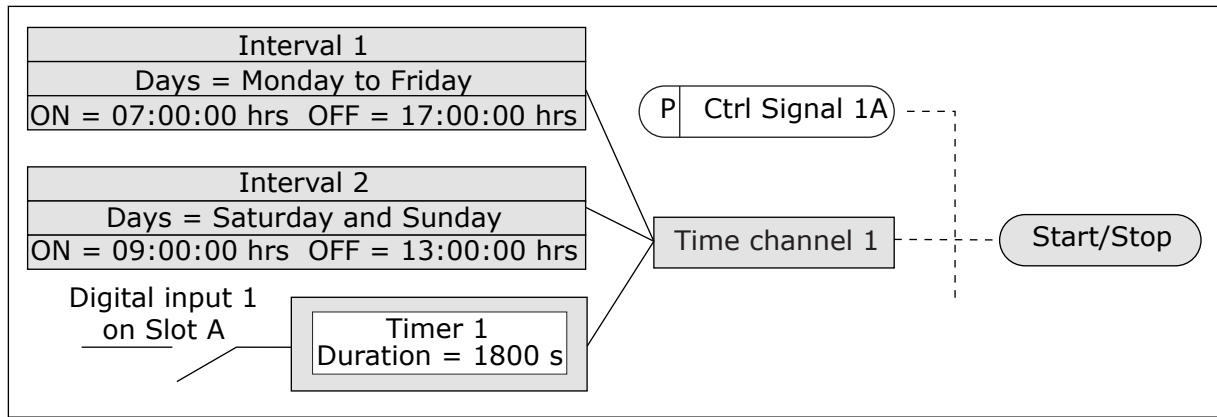 Interval 1
Days = Monday to Friday
ON = 07:00:00 hrs  OFF = 17:00:00 hrs
P
Ctrl Signal 1A
Interval 2
Days = Saturday and Sunday
ON = 09:00:00 hrs  OFF = 13:00:00 hrs
Time channel 1
Start/Stop
Digital input 1
on Slot A
Timer 1
Duration = 1800 s